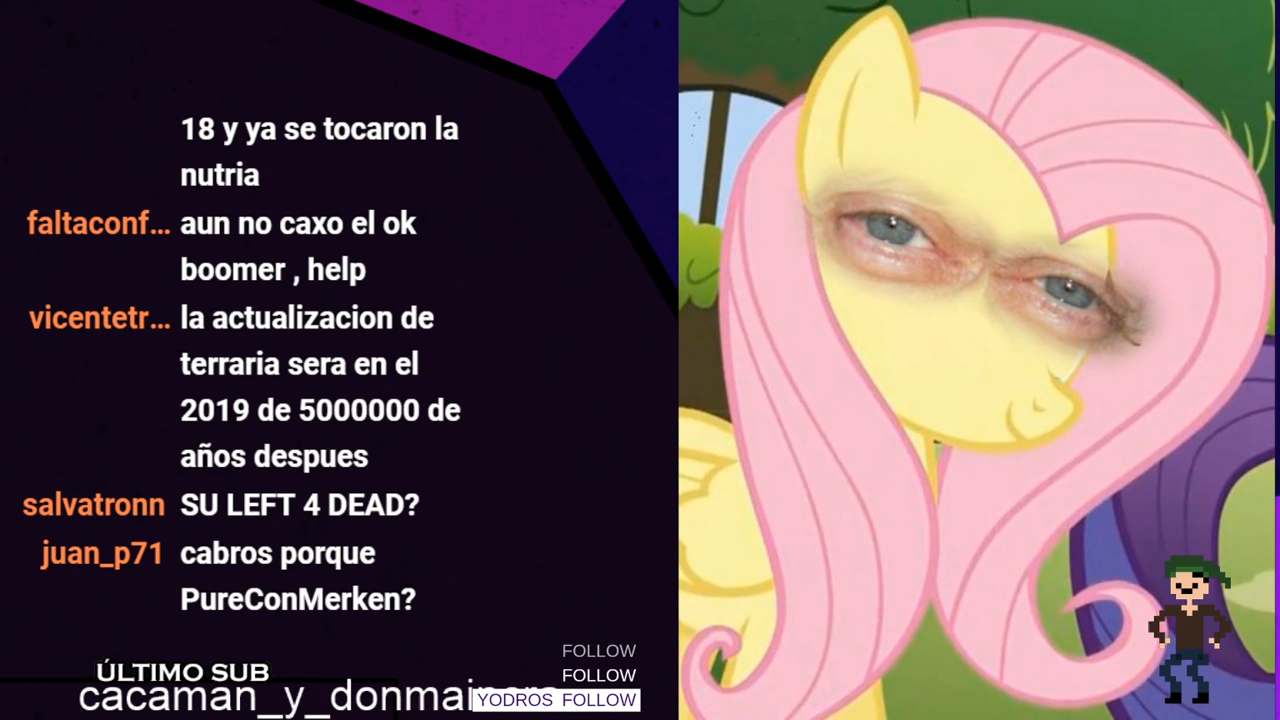 18 y ya se tocaron la
nutria
faltaconf... aun no caxo el ok
boomer , help
vicentetr... la actualizacion de
terraria sera en el
2019 de 5000000 de
años despues
salvatronn SU LEFT 4 DEAD?
juan_p71 cabros porque
PureConMerken?
FOLLOW
ÚLTIMO SUB
FOLLOW
YODROS FOLLOW